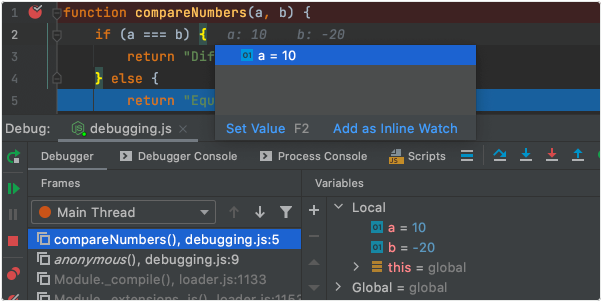 1 function compareNumbers(a, b) {
2 if (a === b) { a: 10 b: -20
3 return "Dif
a = 10
4 } else {
5 return "Equ
Set Value F2 Add as Inline Watch
Debug: debugging.js
Debugger Debugger Console Process Console JS Scripts
Frames Variables
Main Thread Local
compareNumbers(), debugging.js:5 a = 10
anonymous(), debugging.js:9 b = -20
Module._compile(), loader.js:1133 this = global
Module._extensions..js(), loader.js:1153 Global = global